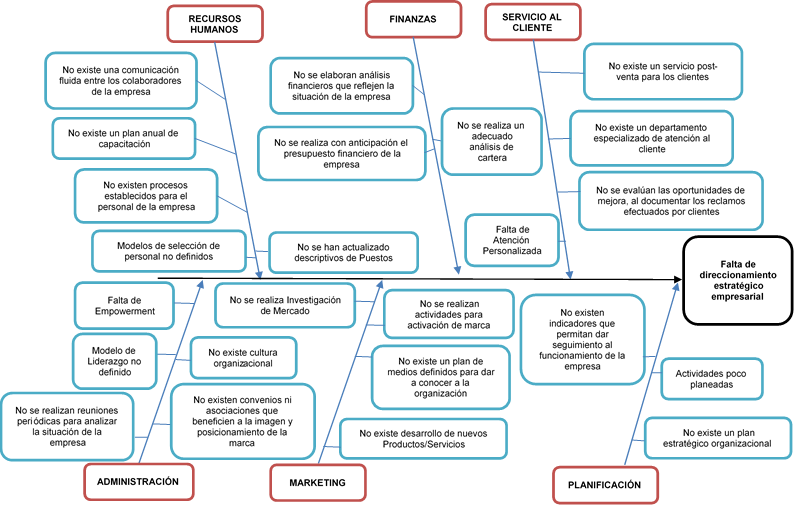 RECURSOS
HUMANOS
FINANZAS
SERVICIO AL
CLIENTE
No existe una comunicación
fluida entre los colaboradores
de la empresa
No existe un plan anual de
capacitación
No existen procesos
establecidos para el
personal de la empresa
Modelos de selección de
personal no definidos
No se han actualizado
descriptivos de Puestos
No se elaboran análisis
financieros que reflejen la
situación de la empresa
No se realiza con anticipación el
presupuesto financiero de la
empresa
No se realiza un
adecuado
análisis de
cartera
No existe un servicio post-
venta para los clientes
No existe un departamento
especializado de atención al
cliente
No se evalúan las oportunidades de
mejora, al documentar los reclamos
efectuados por clientes
Falta de
Atención
Personalizada
Falta de
direccionamiento
estratégico
empresarial
Falta de
Empowerment
Modelo de
Liderazgo no
definido
No existe cultura
organizacional
No se realizan reuniones
periódicas para analizar
la situación de la
empresa
No existen convenios ni
asociaciones que
beneficien a la imagen y
posicionamiento de la
marca
No se realiza Investigación
de Mercado
No se realizan
actividades para
activación de marca
No existe un plan de
medios definidos para dar
a conocer a la
organización
No existe desarrollo de nuevos
Productos/Servicios
No existen
indicadores que
permitan dar
seguimiento al
funcionamiento de la
empresa
Actividades poco
planeadas
No existe un plan
estratégico organizacional
ADMINISTRACIÓN
MARKETING
PLANIFICACIÓN